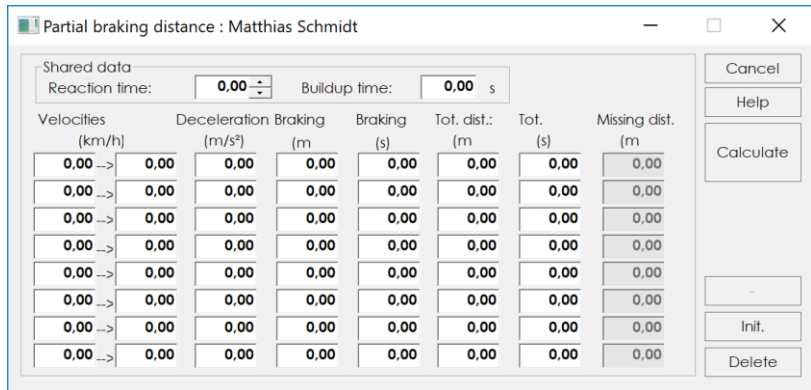 Partial braking distance : Matthias Schmidt
Shared data
Reaction time: 0,00 Buildup time: 0,00 s
Velocities Deceleration Braking Braking Tot. dist.: Tot. Missing dist.
(km/h) (m/s²) (m (s) (m (s) (m
0,00 --> 0,00 0,00 0,00 0,00 0,00 0,00 0,00
0,00 --> 0,00 0,00 0,00 0,00 0,00 0,00 0,00
0,00 --> 0,00 0,00 0,00 0,00 0,00 0,00 0,00
0,00 --> 0,00 0,00 0,00 0,00 0,00 0,00 0,00
0,00 --> 0,00 0,00 0,00 0,00 0,00 0,00 0,00
0,00 --> 0,00 0,00 0,00 0,00 0,00 0,00 0,00
0,00 --> 0,00 0,00 0,00 0,00 0,00 0,00 0,00
0,00 --> 0,00 0,00 0,00 0,00 0,00 0,00 0,00
Cancel
Help
Calculate
-
Init.
Delete